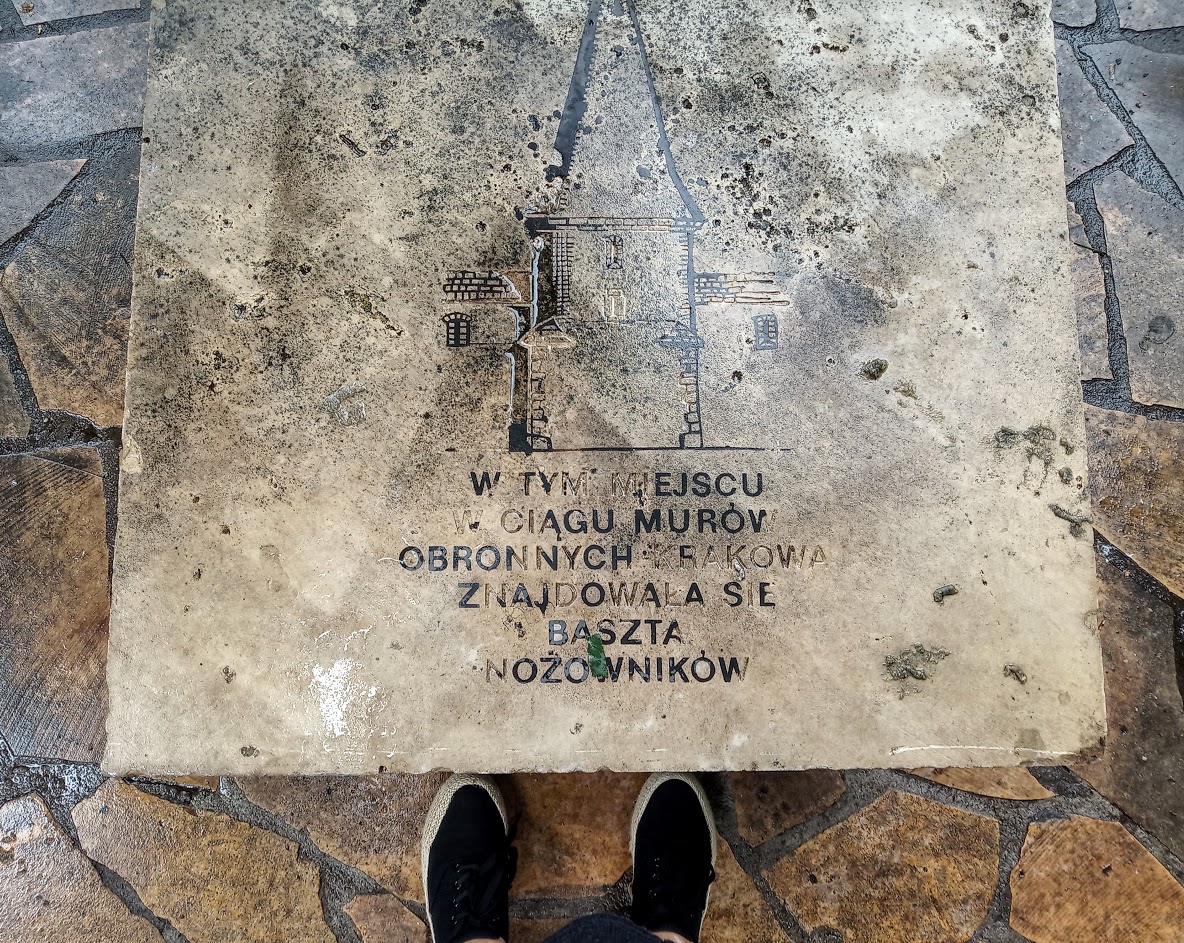 W TYM MIEJSCU
W CIĄGU MURÓW
OBRONNYCH KRAKOWA
ZNAJDOWAŁA SIĘ
BASZTA
NOŻOWNIKÓW